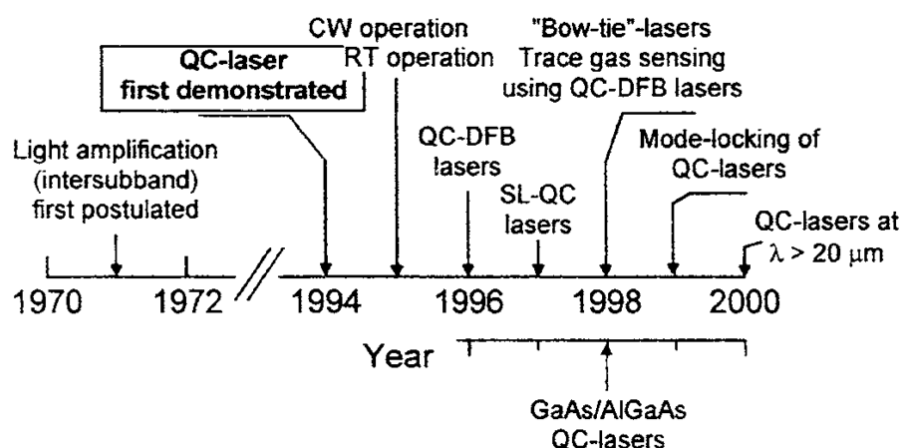 CW operation
RT operation
QC-laser
first demonstrated
"Bow-tie"-lasers
Trace gas sensing
using QC-DFB lasers
Light amplification
(intersubband)
first postulated
QC-DFB
lasers
SL-QC
lasers
Mode-locking of
QC-lasers
QC-lasers at
λ > 20 μm
1970 1972 1994 1996 1998 2000
Year
GaAs/AlGaAs
QC-lasers